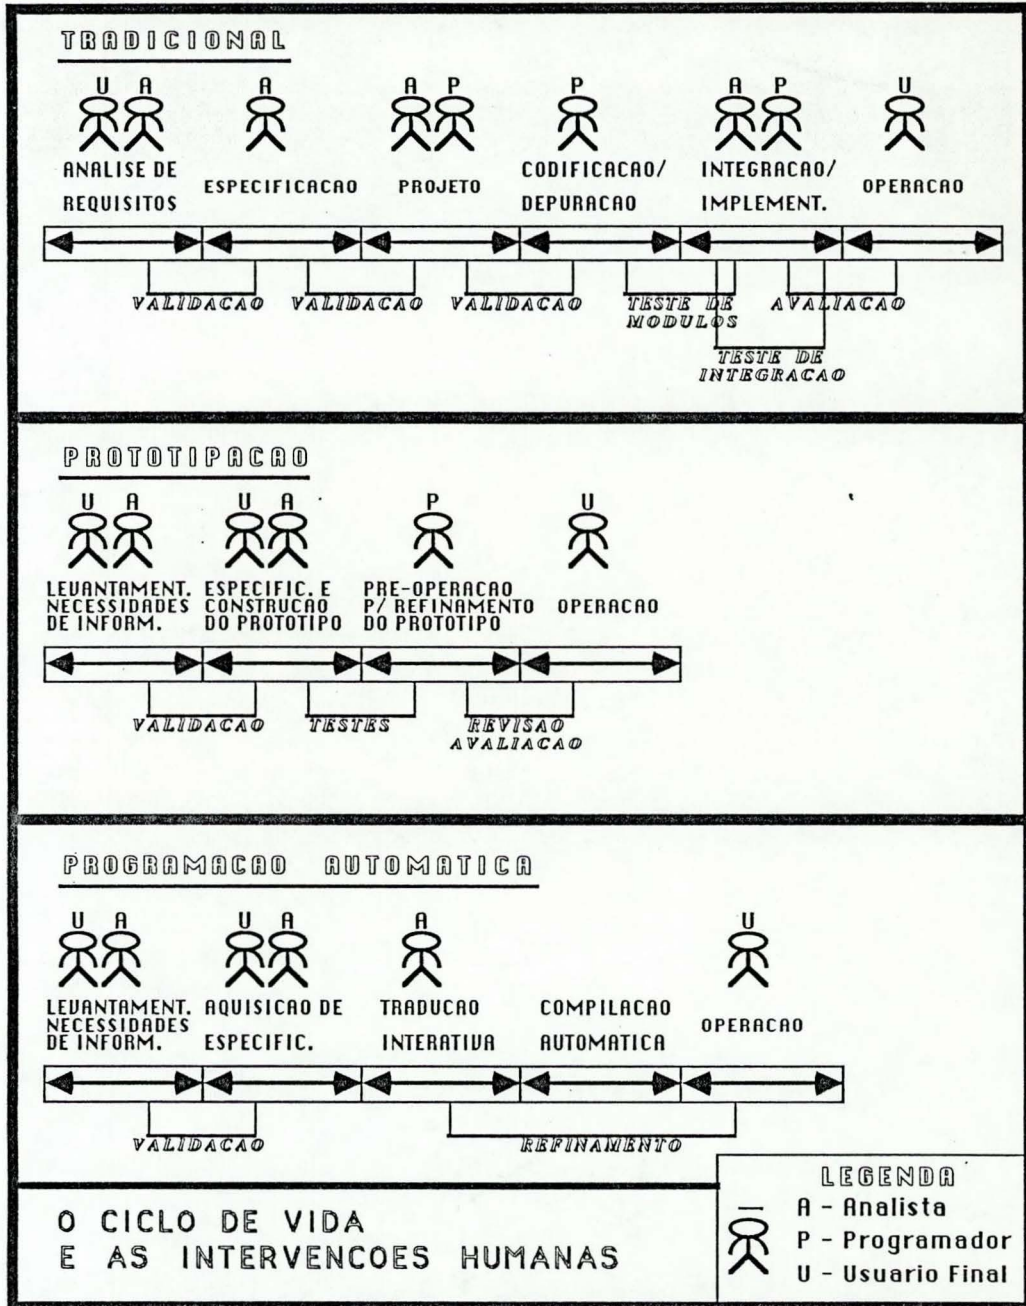 TRADICIONAL
U A A A P P A P U
ANALISE DE REQUISITOS
ESPECIFICACAO
PROJETO
CODIFICACAO/
DEPURACAO
INTEGRACAO/
IMPLEMENT.
OPERACAO
VALIDACAO
VALIDACAO
VALIDACAO
TESTE DE
MODULOS
AVALIACAO
TESTE DE
INTEGRACAO
PROTOTIPACAO
U A U A P U
LEVANTAMENT.
NECESSIDADES
DE INFORM.
ESPECIFIC. E
CONSTRUCAO
DO PROTOTIPO
PRE-OPERACAO
P/ REFINAMENTO
DO PROTOTIPO
OPERACAO
VALIDACAO
TESTES
REVISAO
AVALIACAO
PROGRAMACAO AUTOMATICA
U A U A A U
LEVANTAMENT.
NECESSIDADES
DE INFORM.
AQUISICAO DE
ESPECIFIC.
TRADUCAO
INTERATIVA
COMPILACAO
AUTOMATICA
OPERACAO
VALIDACAO
REFINAMENTO
O CICLO DE VIDA
E AS INTERVENCOES HUMANAS
LEGENDA
A - Analista
P - Programador
U - Usuario Final